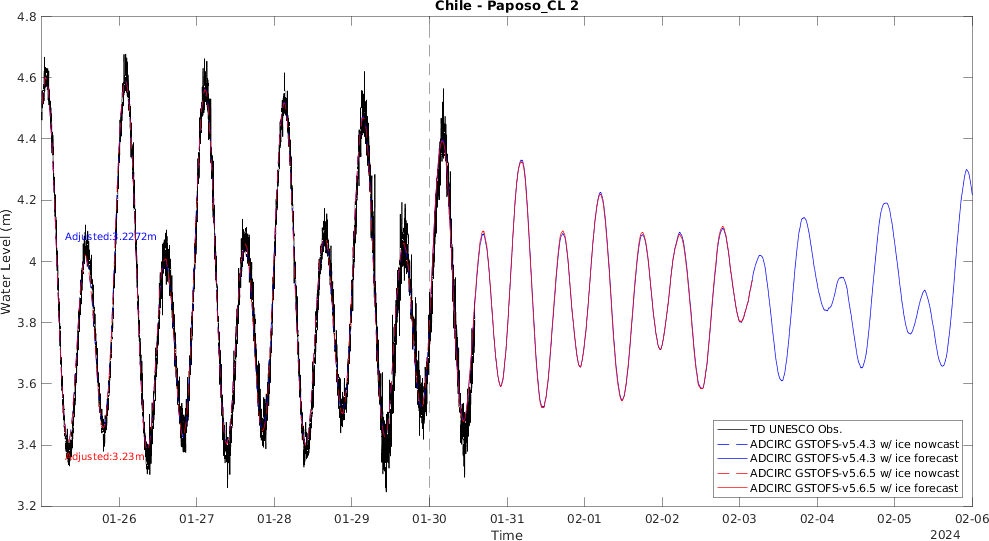 Chile - Paposo_CL 2
4.8
4.6
4.4
4.2
4
3.8
3.6
3.4
3.2
Water Level (m)
Adjusted:3.2272m
Adjusted:3.23m
TD UNESCO Obs.
ADCIRC GSTOFS-v5.4.3 w/ ice nowcast
ADCIRC GSTOFS-v5.4.3 w/ ice forecast
ADCIRC GSTOFS-v5.6.5 w/ ice nowcast
ADCIRC GSTOFS-v5.6.5 w/ ice forecast
01-26 01-27 01-28 01-29 01-30 01-31 02-01 02-02 02-03 02-04 02-05 02-06
Time
2024